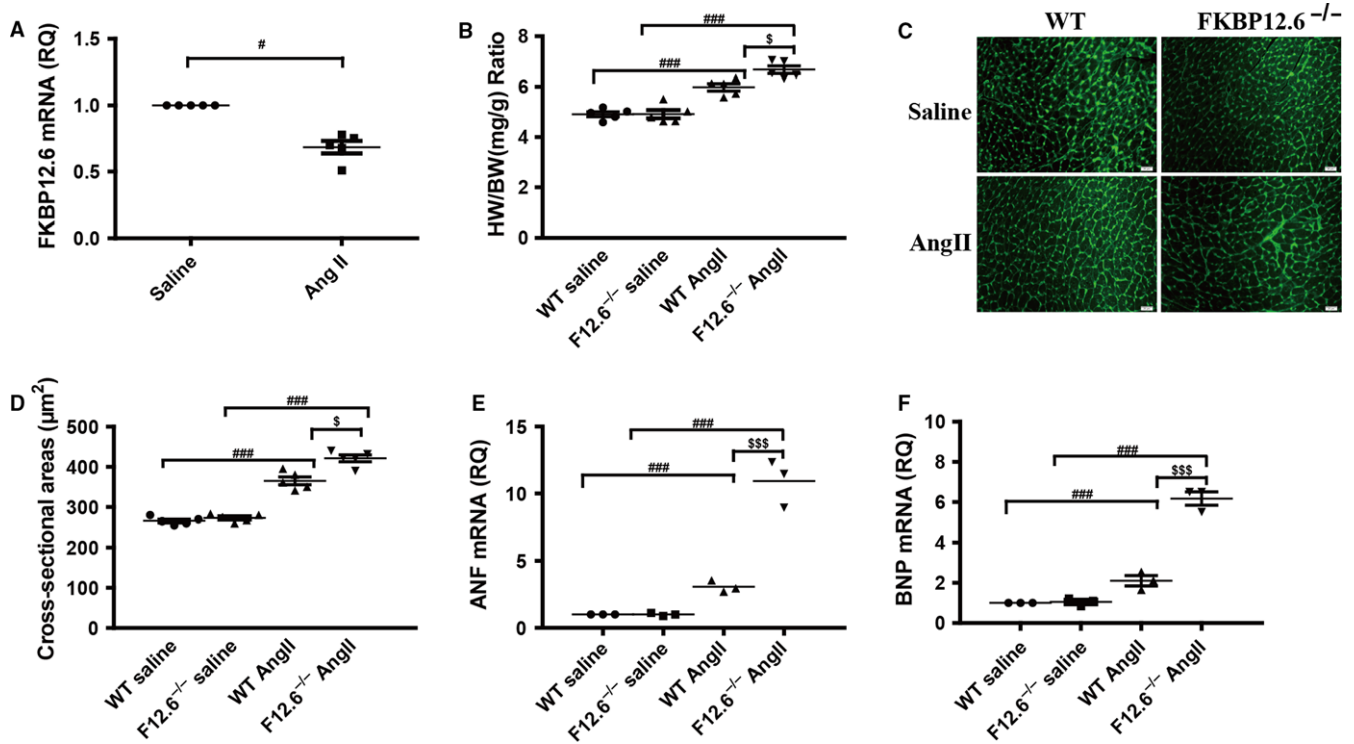 A
FKBP12.6 mRNA (RQ)
1.5
1.0
0.5
0.0
#
Saline
Ang II
B
HW/BW(mg/g) Ratio
8
6
4
2
0
###
$
###
WT saline
F12.6⁻/⁻ saline
WT AngII
F12.6⁻/⁻ AngII
C
WT
FKBP12.6⁻/⁻
Saline
AngII
D
Cross-sectional areas (µm²)
500
400
300
200
100
0
###
$
###
WT saline
F12.6⁻/⁻ saline
WT AngII
F12.6⁻/⁻ AngII
E
ANF mRNA (RQ)
15
10
5
0
###
$$$
###
WT saline
F12.6⁻/⁻ saline
WT AngII
F12.6⁻/⁻ AngII
F
BNP mRNA (RQ)
10
8
6
4
2
0
###
$$$
###
WT saline
F12.6⁻/⁻ saline
WT AngII
F12.6⁻/⁻ AngII